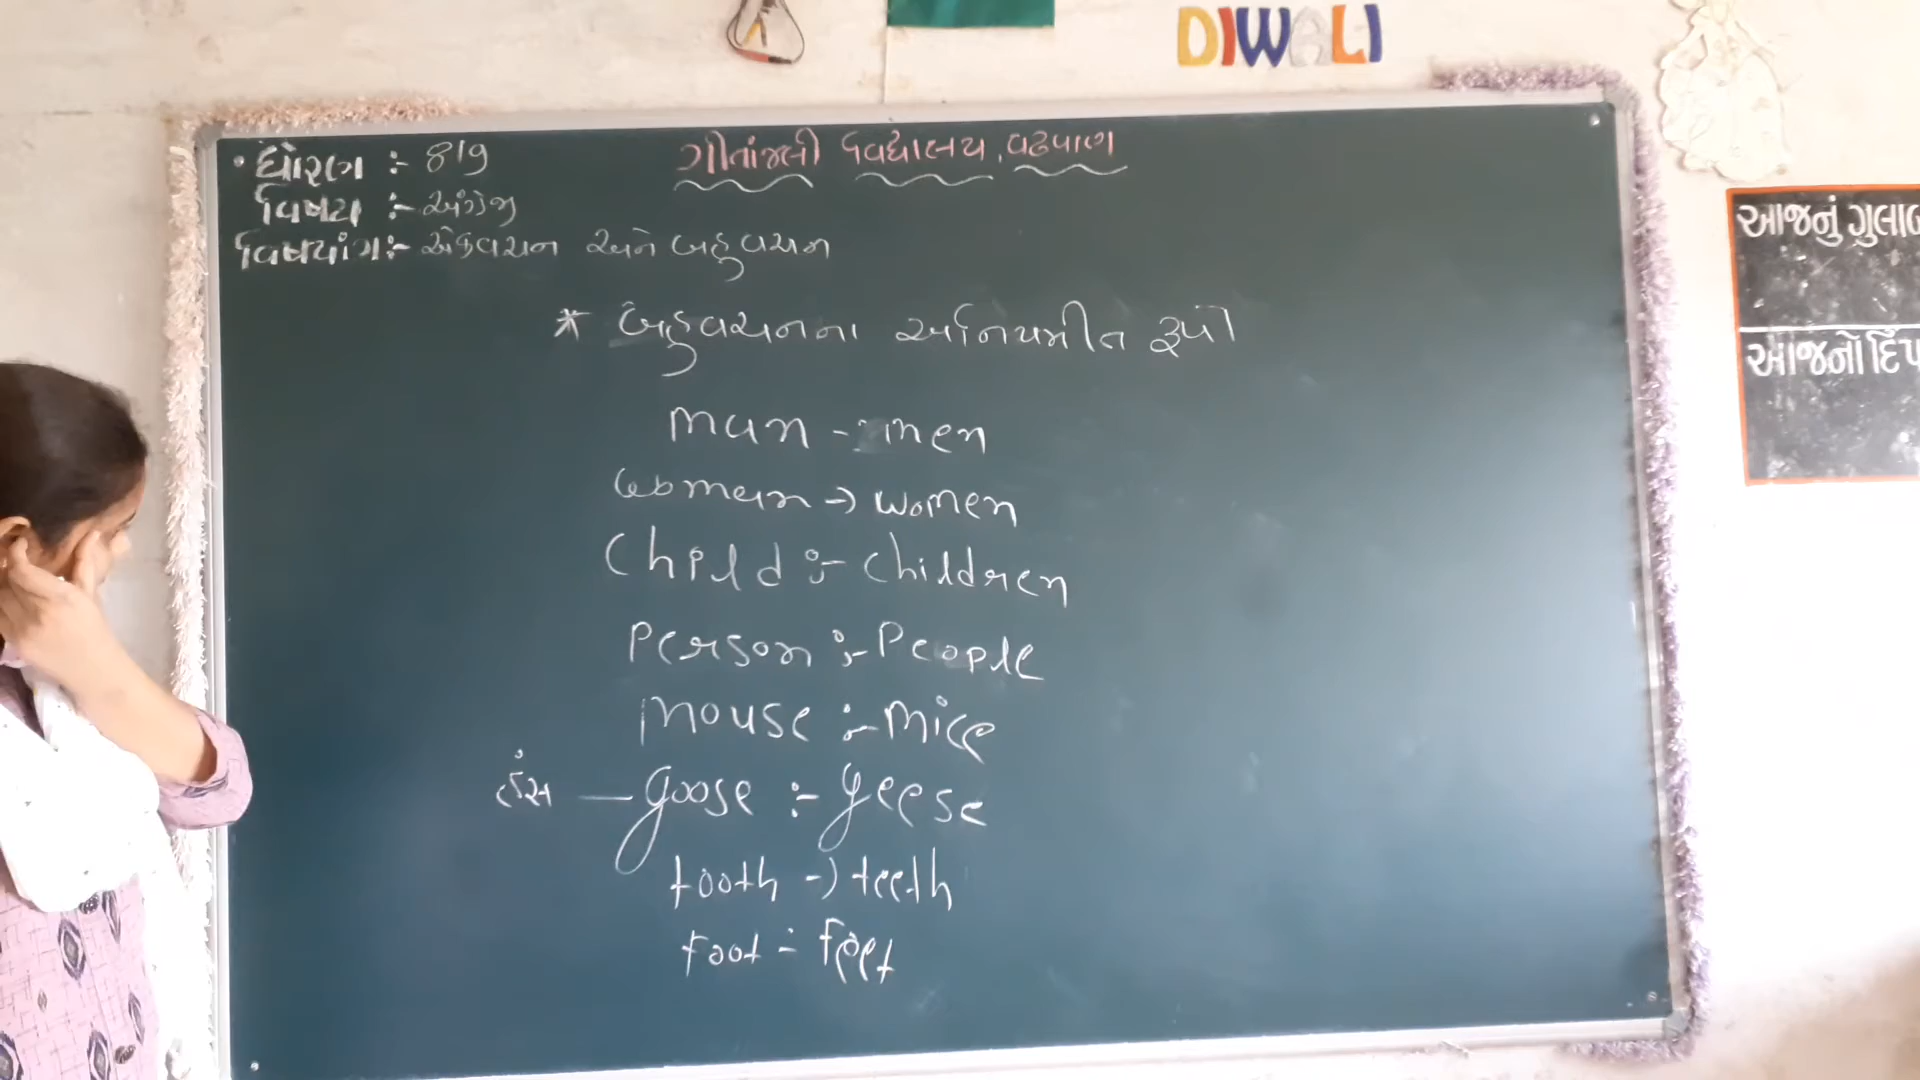 DIWALI
ગીતાંજલી વિદ્યાલય, વઢવાણ
ધોરણ :- 8/9
વિષય :- અંગ્રેજી
વિષયાંગ :- એકવચન અને બહુવચન
* બહુવચનના અનિયમીત રૂપો
man - men
woman → women
Child :- children
Person :- People
mouse :- mice
હંસ — goose :- geese
tooth → teeth
foot :- feet
આજનું ગુલાબ
આજનો